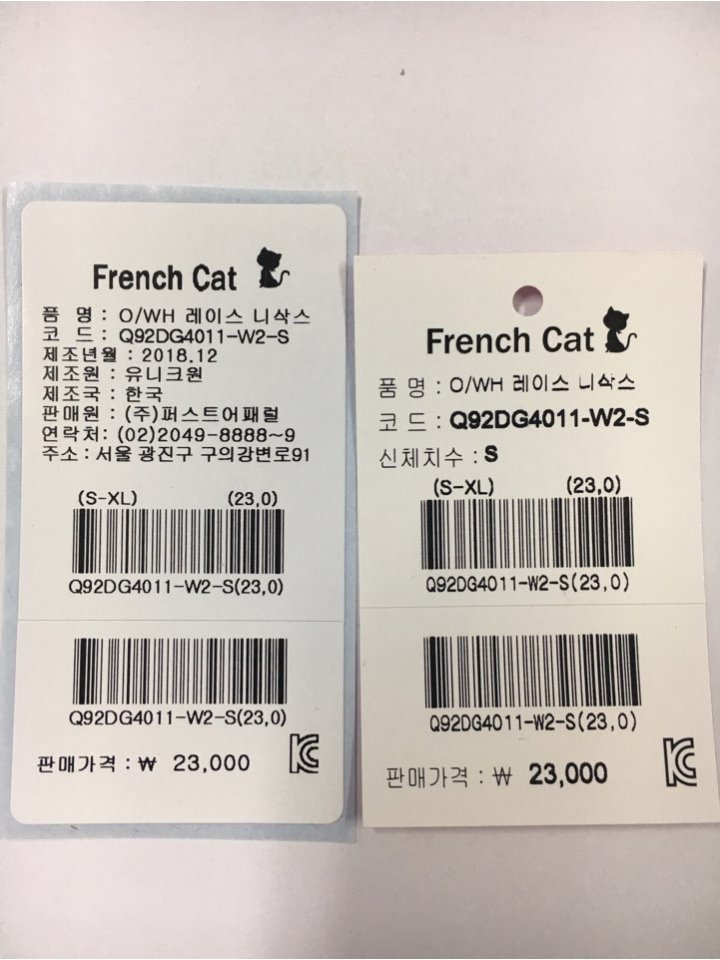 French Cat
품 명 : O/WH 레이스 니삭스
코 드 : Q92DG4011-W2-S
제조년월 : 2018.12
제조원 : 유니크원
제조국 : 한국
판매원 : (주)퍼스트어패럴
연락처: (02)2049-8888~9
주소 : 서울 광진구 구의강변로91
(S-XL) (23,0)
Q92DG4011-W2-S(23,0)
Q92DG4011-W2-S(23,0)
판매가격 : ₩ 23,000
KC
French Cat
품 명 : O/WH 레이스 니삭스
코 드 : Q92DG4011-W2-S
신체치수 : S
(S-XL) (23,0)
Q92DG4011-W2-S(23,0)
Q92DG4011-W2-S(23,0)
판매가격 : ₩ 23,000
KC